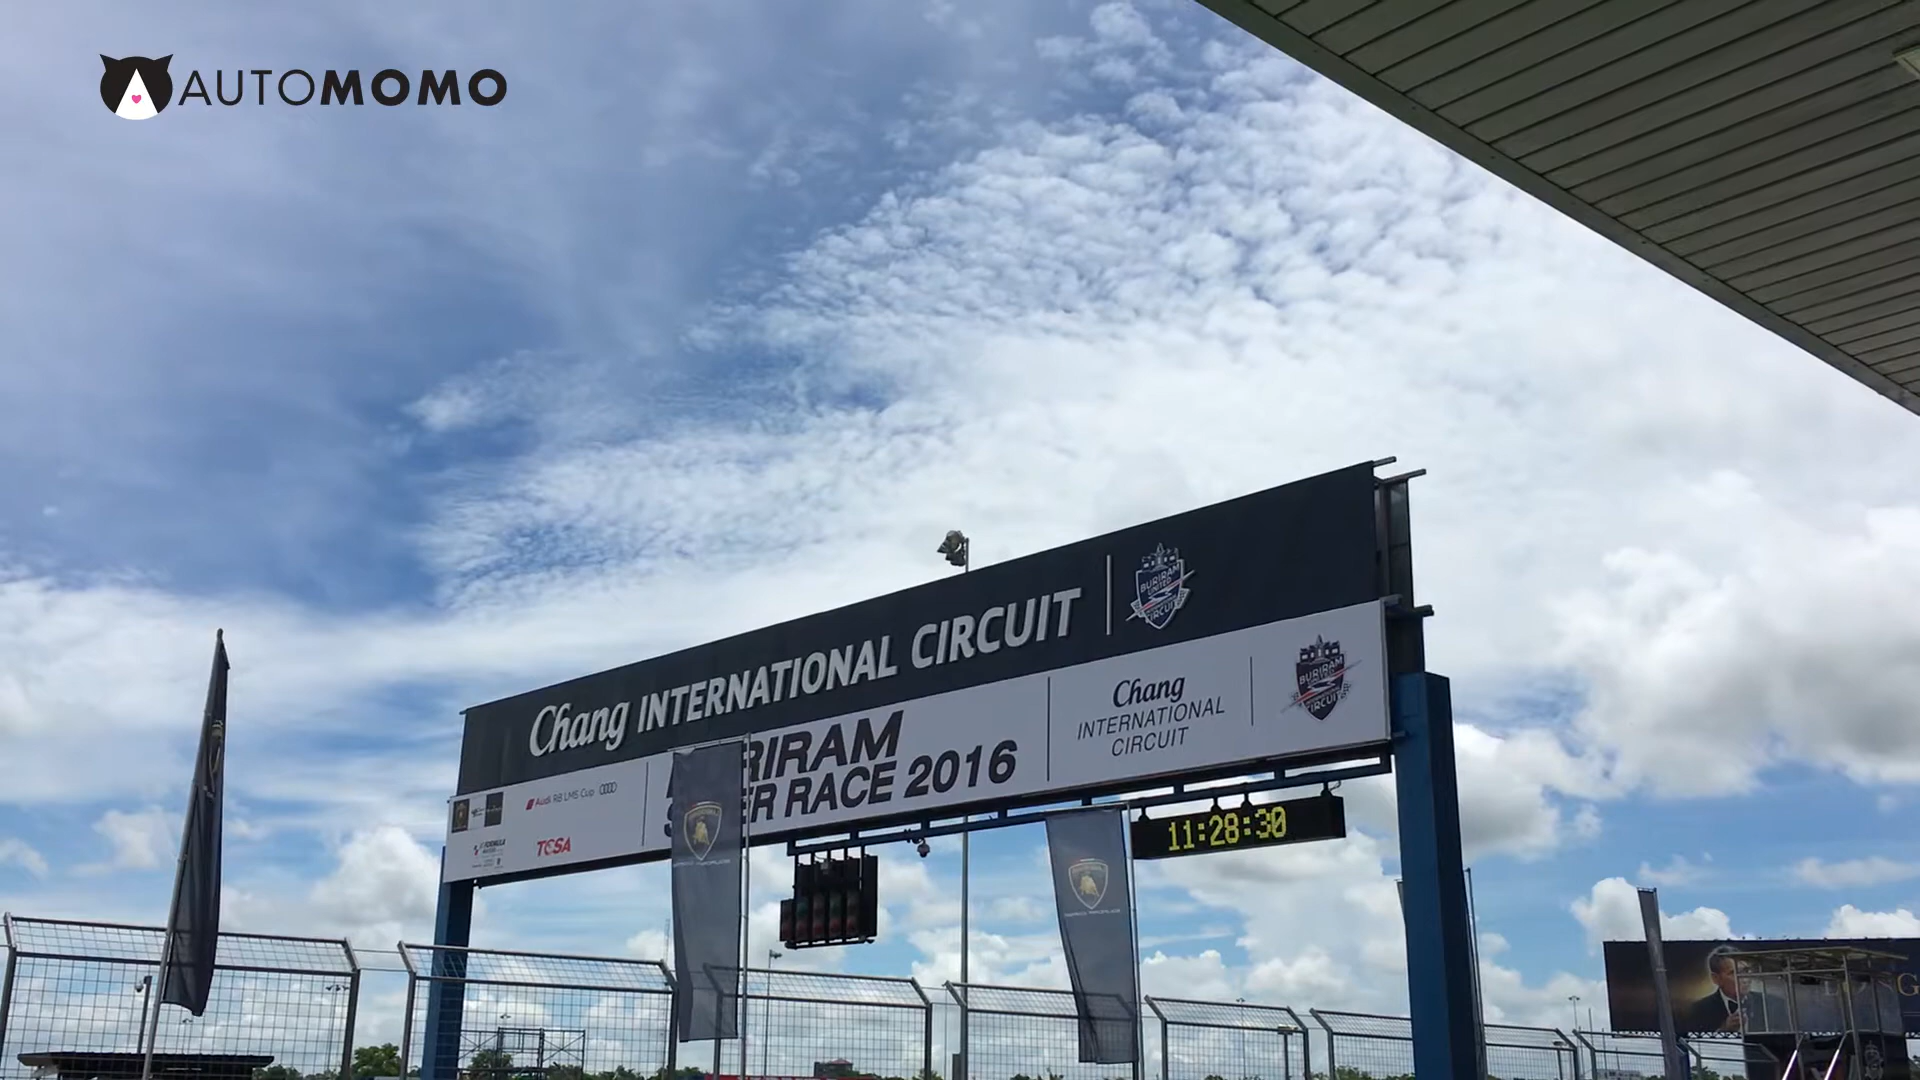 AUTOMOMO
Chang INTERNATIONAL CIRCUIT
BURIRAM
UNITED
CIRCUIT
Audi R8 LMS Cup
TCSA
RIRAM
ER RACE 2016
Chang
INTERNATIONAL
CIRCUIT
BURIRAM
CIRCUIT
11:28:30